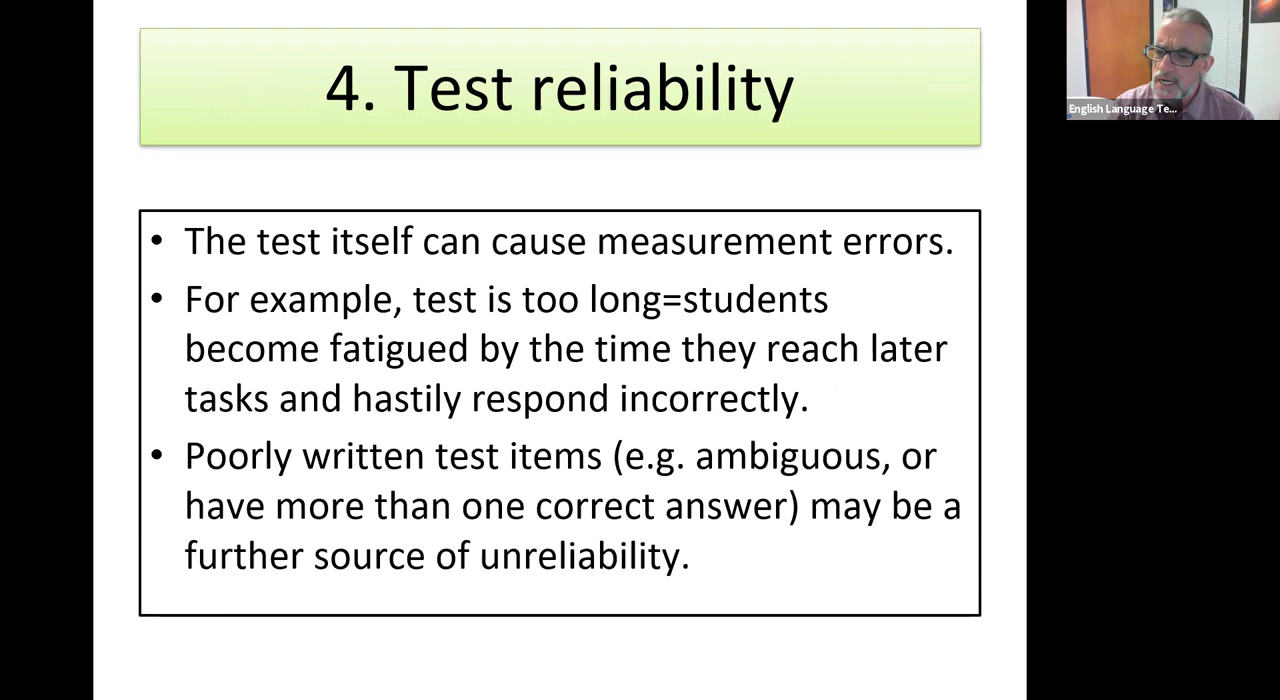 4. Test reliability
• The test itself can cause measurement errors.
• For example, test is too long=students
become fatigued by the time they reach later
tasks and hastily respond incorrectly.
• Poorly written test items (e.g. ambiguous, or
have more than one correct answer) may be a
further source of unreliability.
English Language Te...